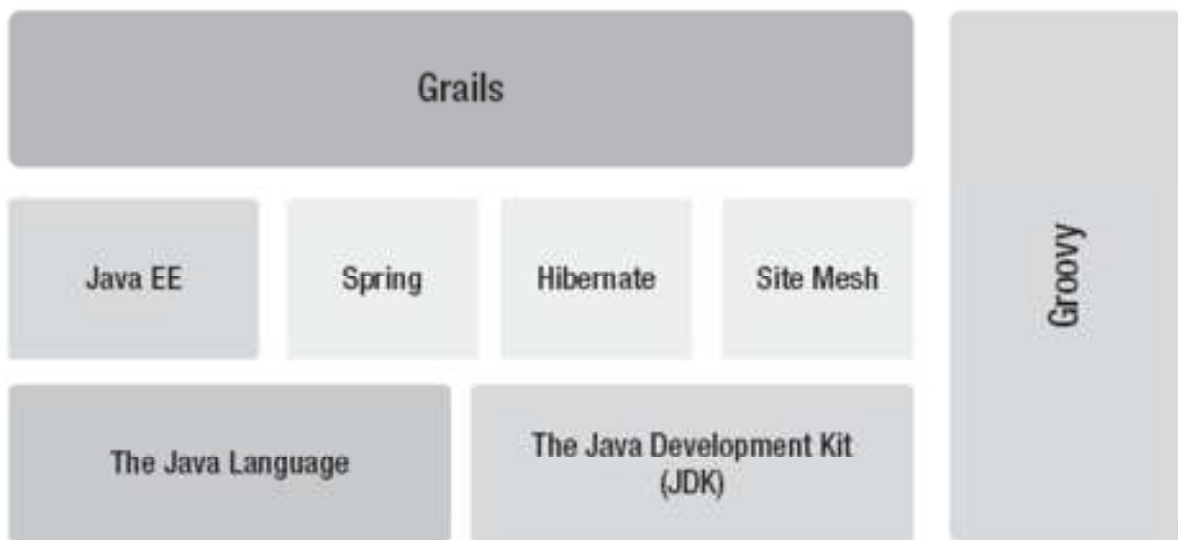 Grails
Java EE
Spring
Hibernate
Site Mesh
Groovy
The Java Language
The Java Development Kit
(JDK)